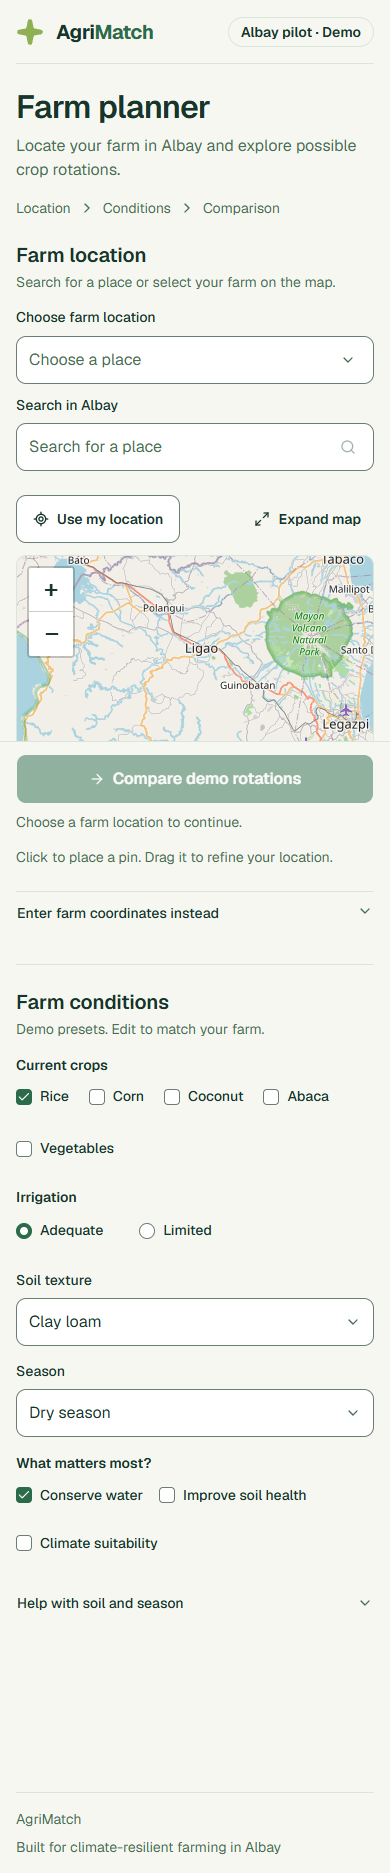 AgriMatch
Albay pilot · Demo
Farm planner
Locate your farm in Albay and explore possible
crop rotations.
Location > Conditions > Comparison
Farm location
Search for a place or select your farm on the map.
Choose farm location
Choose a place
Search in Albay
Search for a place
Use my location
Expand map
+
−
Bato
Tabaco
Polangui
Malilipot
Mayon
Volcano
Natural
Park
Ligao
Santo D
Guinobatan
Legazpi
→ Compare demo rotations
Choose a farm location to continue.
Click to place a pin. Drag it to refine your location.
Enter farm coordinates instead
Farm conditions
Demo presets. Edit to match your farm.
Current crops
Rice Corn Coconut Abaca
Vegetables
Irrigation
Adequate Limited
Soil texture
Clay loam
Season
Dry season
What matters most?
Conserve water Improve soil health
Climate suitability
Help with soil and season
AgriMatch
Built for climate-resilient farming in Albay